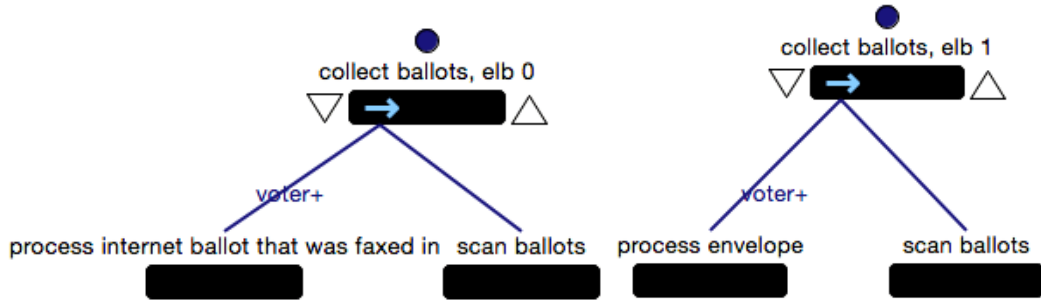 collect ballots, elb 0
voter+
process internet ballot that was faxed in
scan ballots
collect ballots, elb 1
voter+
process envelope
scan ballots